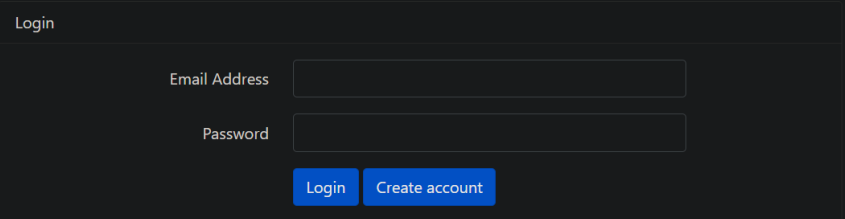 Login
Email Address
Password
Login Create account